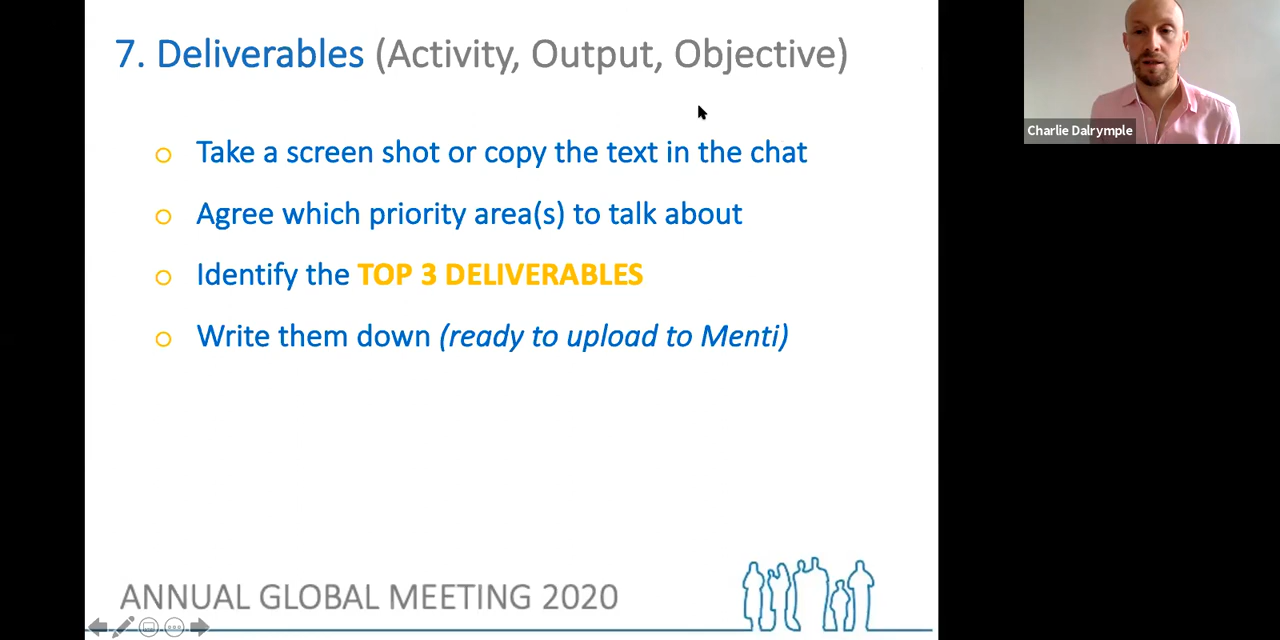 7. Deliverables (Activity, Output, Objective)
Take a screen shot or copy the text in the chat
Agree which priority area(s) to talk about
Identify the TOP 3 DELIVERABLES
Write them down (ready to upload to Menti)
ANNUAL GLOBAL MEETING 2020
Charlie Dalrymple